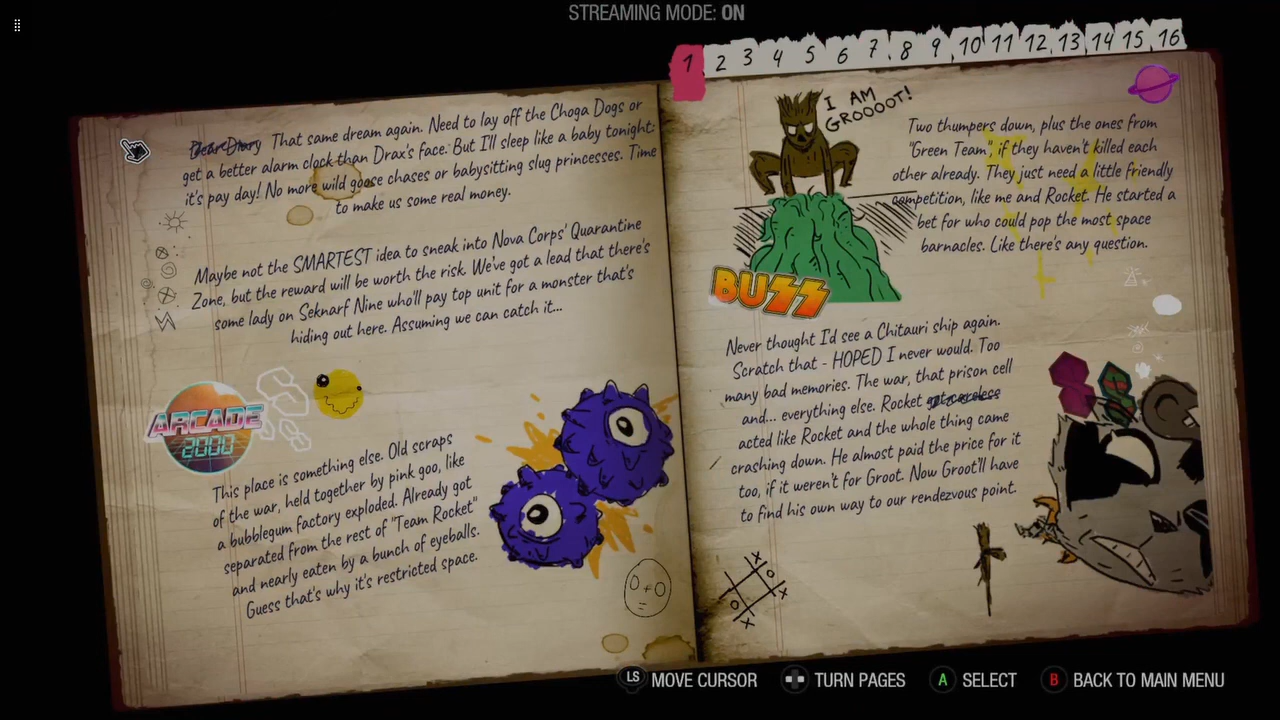 STREAMING MODE: ON
1 2 3 4 5 6 7 8 9 10 11 12 13 14 15 16
Dear Diary That same dream again. Need to lay off the Choga Dogs or
get a better alarm clock than Drax's face. But I'll sleep like a baby tonight:
it's pay day! No more wild goose chases or babysitting slug princesses. Time
to make us some real money.
Maybe not the SMARTEST idea to sneak into Nova Corps' Quarantine
Zone, but the reward will be worth the risk. We've got a lead that there's
some lady on Seknarf Nine who'll pay top unit for a monster that's
hiding out here. Assuming we can catch it...
ARCADE
2000
This place is something else. Old scraps
of the war, held together by pink goo, like
a bubblegum factory exploded. Already got
separated from the rest of "Team Rocket"
and nearly eaten by a bunch of eyeballs.
Guess that's why it's restricted space.
I AM
GROOOOT!
Two thumpers down, plus the ones from
"Green Team", if they haven't killed each
other already. They just need a little friendly
competition, like me and Rocket. He started a
bet for who could pop the most space
barnacles. Like there's any question.
BUZZ
Never thought I'd see a Chitauri ship again.
Scratch that - HOPED I never would. Too
many bad memories. The war, that prison cell
and... everything else. Rocket got careless
acted like Rocket and the whole thing came
crashing down. He almost paid the price for it
too, if it weren't for Groot. Now Groot'll have
to find his own way to our rendezvous point.
X
O X
O
X
LS MOVE CURSOR TURN PAGES A SELECT B BACK TO MAIN MENU